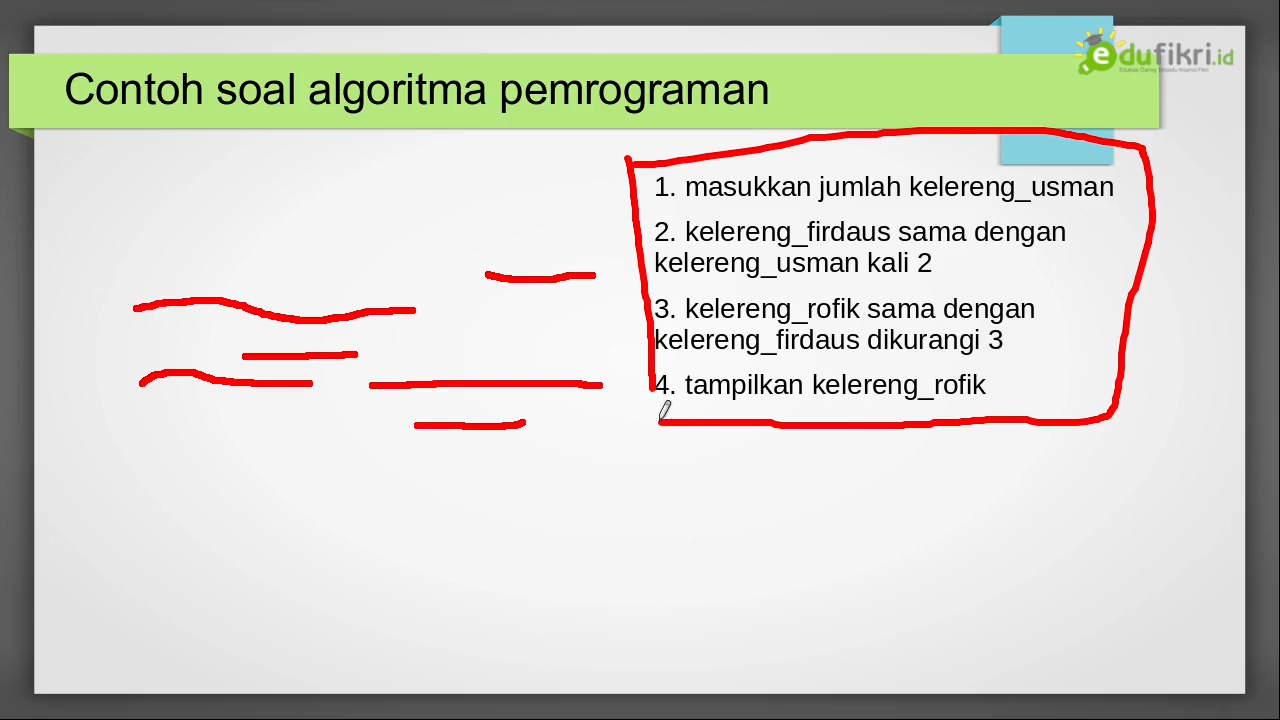 edufikri.id
Contoh soal algoritma pemrograman
1. masukkan jumlah kelereng_usman
2. kelereng_firdaus sama dengan
kelereng_usman kali 2
3. kelereng_rofik sama dengan
kelereng_firdaus dikurangi 3
4. tampilkan kelereng_rofik